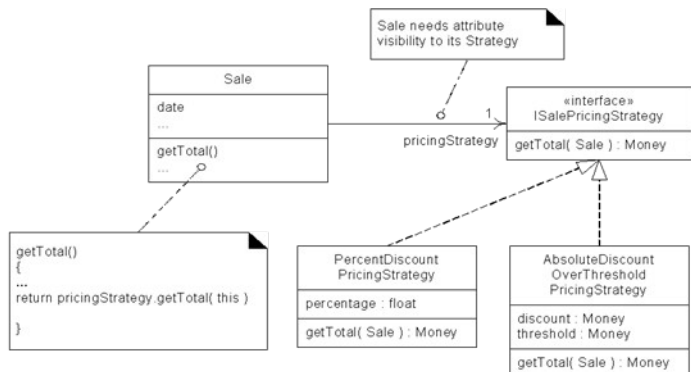 Sale needs attribute
visibility to its Strategy
Sale
date
...
getTotal()
...
1
pricingStrategy
«interface»
ISalePricingStrategy
getTotal( Sale ) : Money
getTotal()
{
...
return pricingStrategy.getTotal( this )
}
PercentDiscount
PricingStrategy
percentage : float
getTotal( Sale ) : Money
AbsoluteDiscount
OverThreshold
PricingStrategy
discount : Money
threshold : Money
getTotal( Sale ) : Money